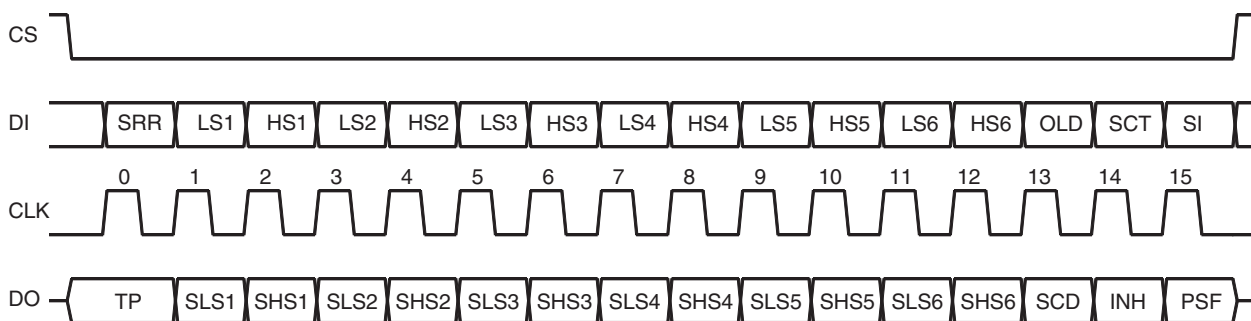 CS
DI SRR LS1 HS1 LS2 HS2 LS3 HS3 LS4 HS4 LS5 HS5 LS6 HS6 OLD SCT SI
0 1 2 3 4 5 6 7 8 9 10 11 12 13 14 15
CLK
DO TP SLS1 SHS1 SLS2 SHS2 SLS3 SHS3 SLS4 SHS4 SLS5 SHS5 SLS6 SHS6 SCD INH PSF